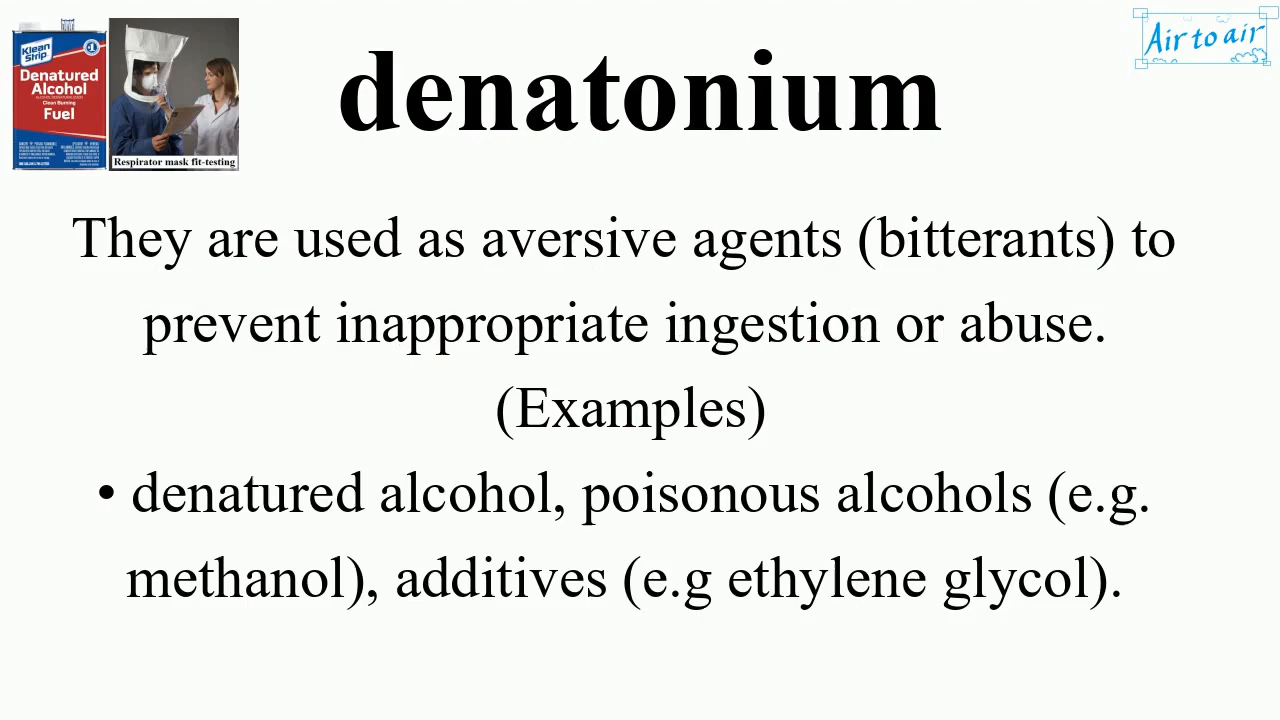 Klean Strip
#1
Denatured
Alcohol
Clean Burning
Fuel
Respirator mask fit-testing
Air to air
denatonium
They are used as aversive agents (bitterants) to
prevent inappropriate ingestion or abuse.
(Examples)
• denatured alcohol, poisonous alcohols (e.g.
methanol), additives (e.g ethylene glycol).